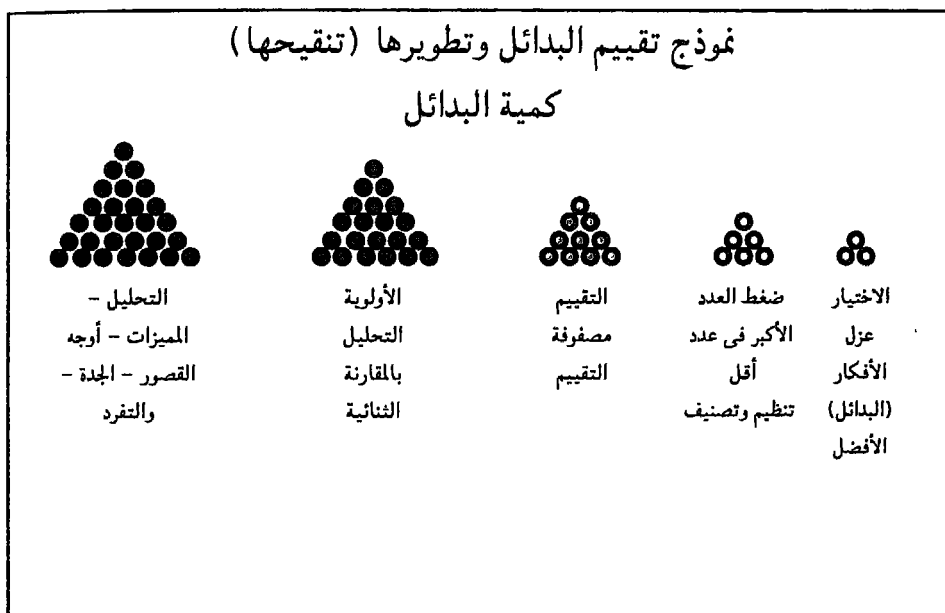 نموذج تقييم البدائل وتطويرها (تنقيحها)
كمية البدائل
الاختيار
عزل
الأفكار
(البدائل)
الأفضل
ضغط العدد
الأكبر فى عدد
أقل
تنظيم وتصنيف
التقييم
مصفوفة
التقييم
الأولوية
التحليل
بالمقارنة
الثنائية
التحليل –
المميزات – أوجه
القصور – الجدة –
والتفرد